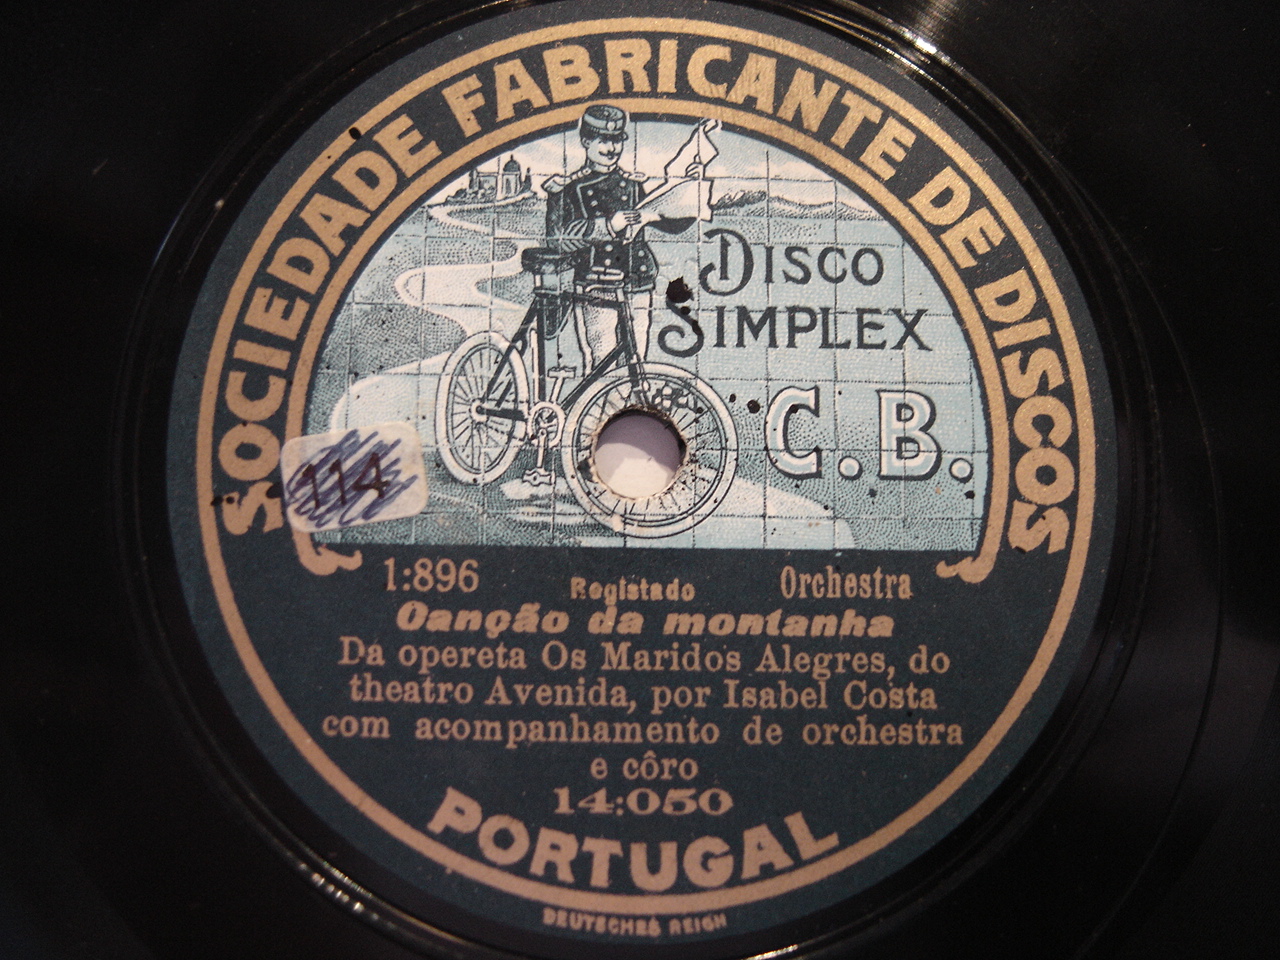 SOCIEDADE FABRICANTE DE DISCOS
DISCO
SIMPLEX
C.B.
114
1:896 Registado Orchestra
Canção da montanha
Da opereta Os Maridos Alegres, do
theatro Avenida, por Isabel Costa
com acompanhamento de orchestra
e côro
14:050
PORTUGAL
DEUTSCHES REICH